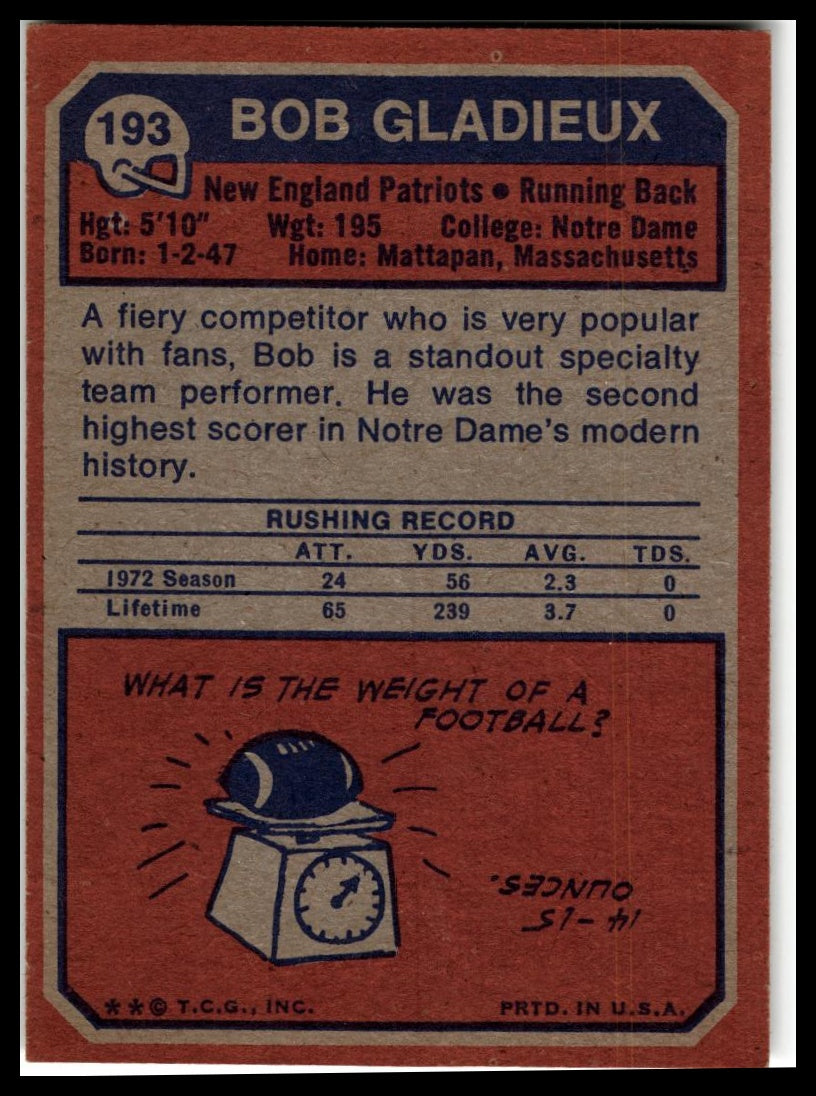 193
BOB GLADIEUX
New England Patriots • Running Back
Hgt: 5'10" Wgt: 195 College: Notre Dame
Born: 1-2-47 Home: Mattapan, Massachusetts
A fiery competitor who is very popular
with fans, Bob is a standout specialty
team performer. He was the second
highest scorer in Notre Dame's modern
history.
RUSHING RECORD
ATT. YDS. AVG. TDS.
1972 Season 24 56 2.3 0
Lifetime 65 239 3.7 0
WHAT IS THE WEIGHT OF A
FOOTBALL?
14-15
OUNCES.
**© T.C.G., INC. PRTD. IN U.S.A.